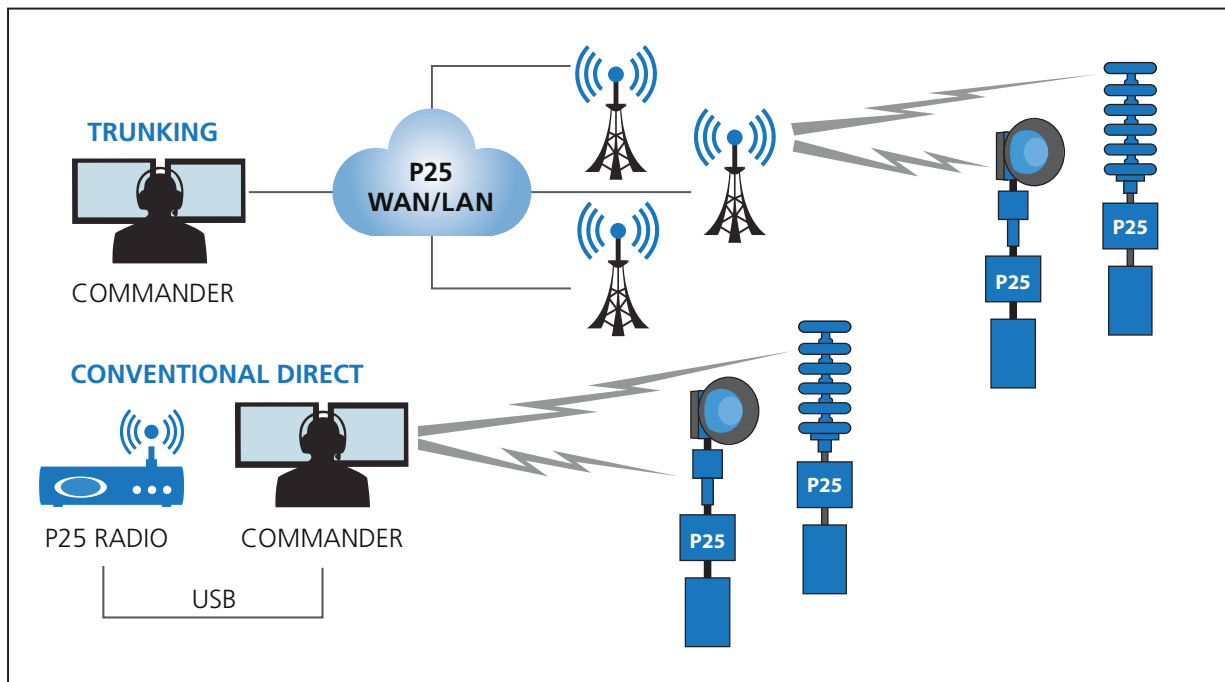 TRUNKING
P25
WAN/LAN
COMMANDER
P25
P25
CONVENTIONAL DIRECT
P25 RADIO
COMMANDER
USB
P25
P25